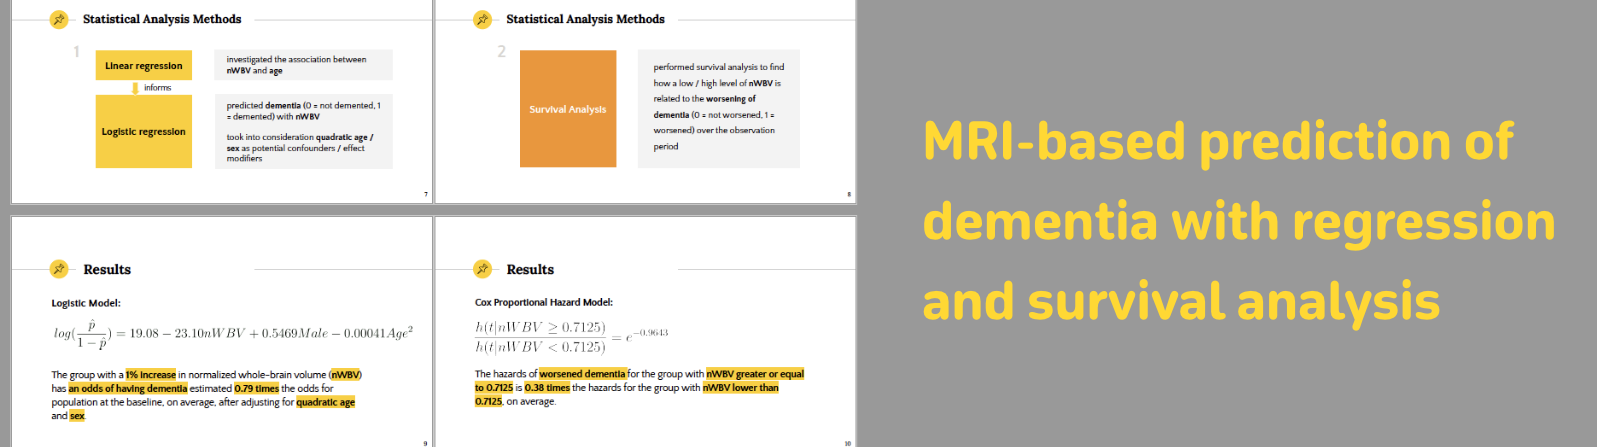 Statistical Analysis Methods
1
Linear regression
investigated the association between
nWBV and age
informs
Logistic regression
predicted dementia (0 = not demented, 1
= demented) with nWBV
took into consideration quadratic age /
sex as potential confounders / effect
modifiers
7
Statistical Analysis Methods
2
Survival Analysis
performed survival analysis to find
how a low / high level of nWBV is
related to the worsening of
dementia (0 = not worsened, 1 =
worsened) over the observation
period
8
Results
Logistic Model:
log(p̂/(1 − p̂)) = 19.08 − 23.10nWBV + 0.5469Male − 0.00041Age²
The group with a 1% increase in normalized whole-brain volume (nWBV)
has an odds of having dementia estimated 0.79 times the odds for
population at the baseline, on average, after adjusting for quadratic age
and sex.
9
Results
Cox Proportional Hazard Model:
h(t|nWBV ≥ 0.7125)/h(t|nWBV < 0.7125) = e^−0.9643
The hazards of worsened dementia for the group with nWBV greater or equal
to 0.7125 is 0.38 times the hazards for the group with nWBV lower than
0.7125, on average.
10
MRI-based prediction of
dementia with regression
and survival analysis